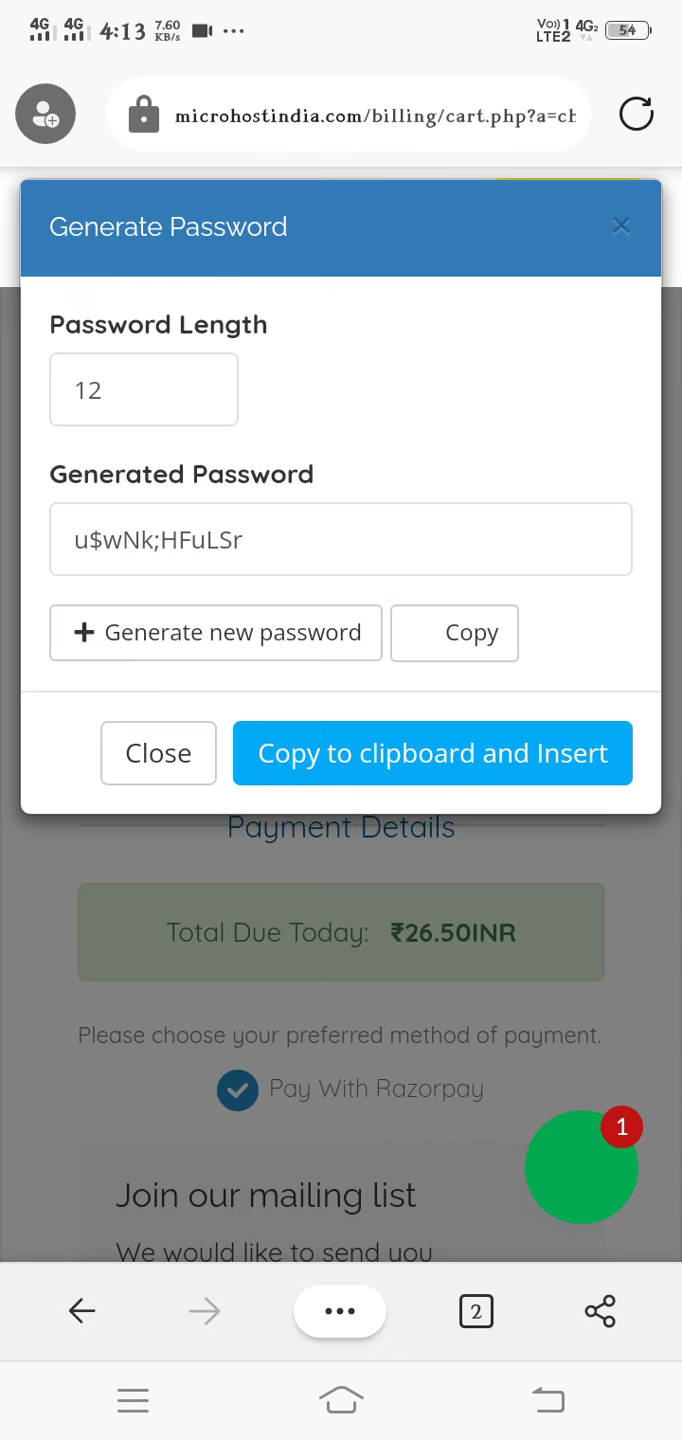 4G 4G 4:13 7.60 KB/s ••• Vo)) 1 LTE2 4G2 54
microhostindia.com/billing/cart.php?a=ch
Generate Password ×
Password Length
12
Generated Password
u$wNk;HFuLSr
+ Generate new password Copy
Close Copy to clipboard and Insert
Payment Details
Total Due Today: ₹26.50INR
Please choose your preferred method of payment.
Pay With Razorpay
1
Join our mailing list
We would like to send you
2